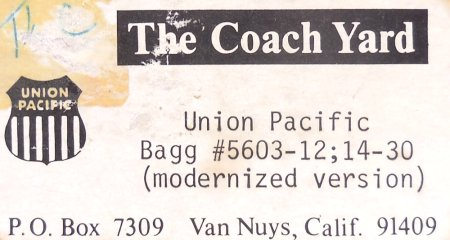 The Coach Yard
UNION
PACIFIC
Union Pacific
Bagg #5603-12;14-30
(modernized version)
P.O. Box 7309 Van Nuys, Calif. 91409